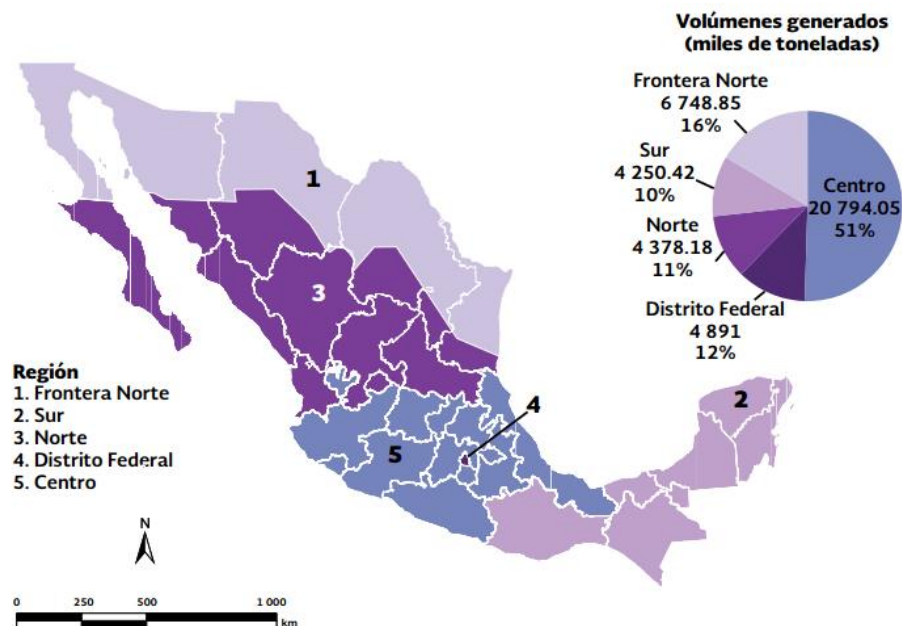 Volúmenes generados
(miles de toneladas)
Frontera Norte
6 748.85
16%
Sur
4 250.42
10%
Norte
4 378.18
11%
Distrito Federal
4 891
12%
Centro
20 794.05
51%
1
3
2
4
5
Región
1. Frontera Norte
2. Sur
3. Norte
4. Distrito Federal
5. Centro
N
0 250 500 1 000
km